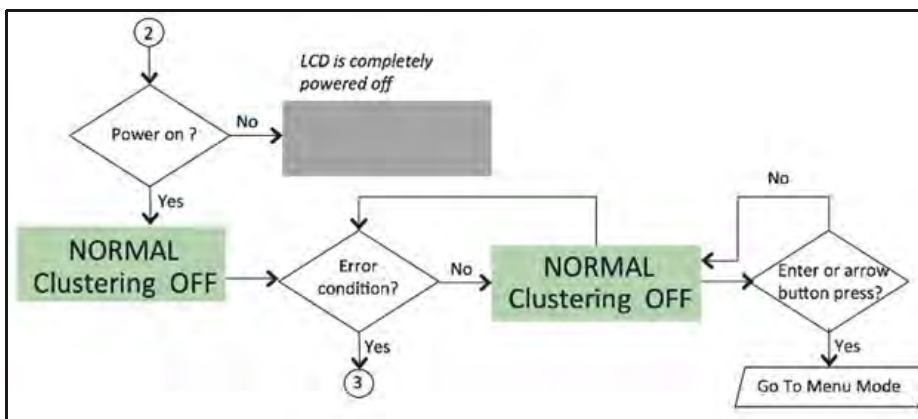 2
LCD is completely
powered off
Power on ?
No
Yes
NORMAL
Clustering OFF
Error
condition?
No
Yes
3
NORMAL
Clustering OFF
No
Enter or arrow
button press?
Yes
Go To Menu Mode